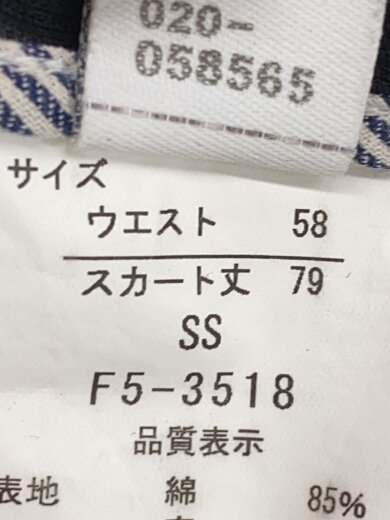 020-
058565
サイズ
ウエスト 58
スカート丈 79
SS
F5-3518
品質表示
表地 綿 85%